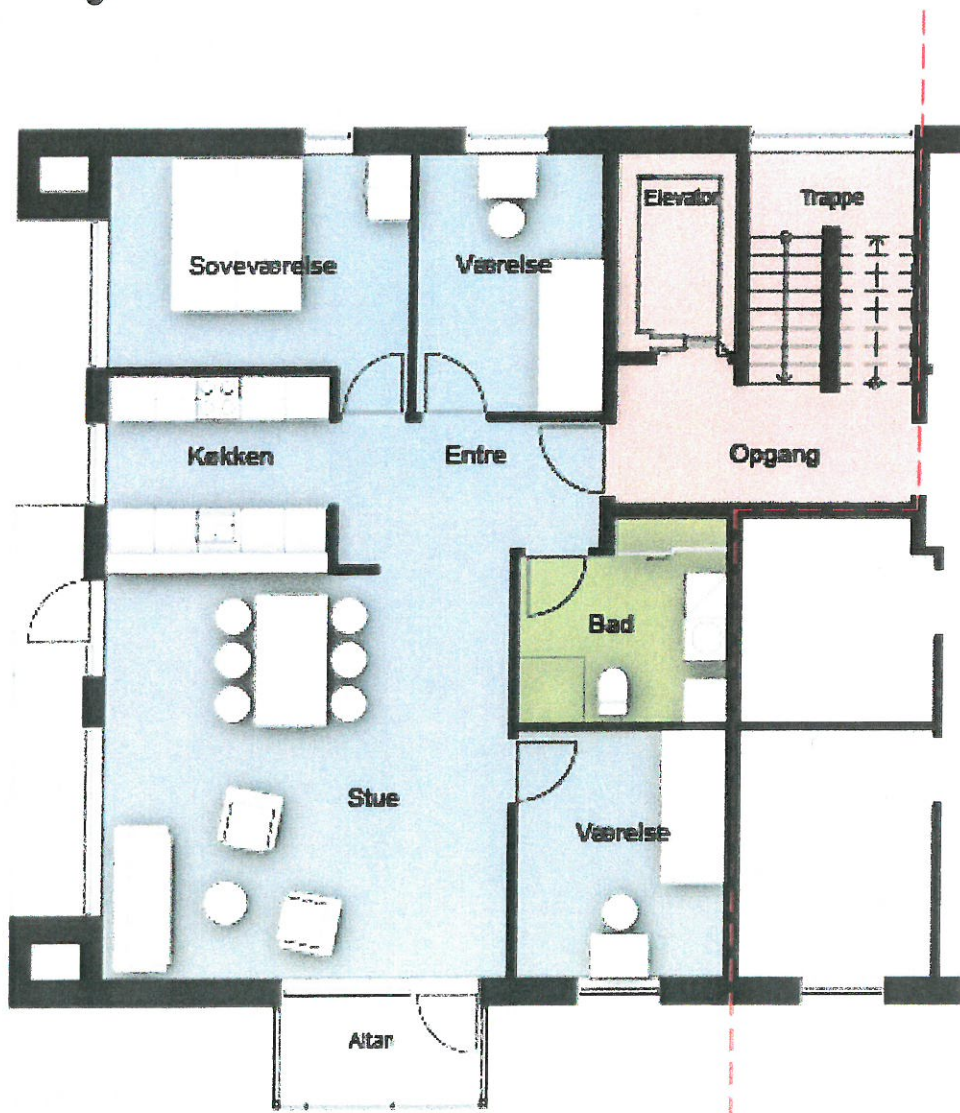 Elevator
Trappe
Soveværelse
Værelse
Køkken
Entre
Opgang
Bad
Stue
Værelse
Altan